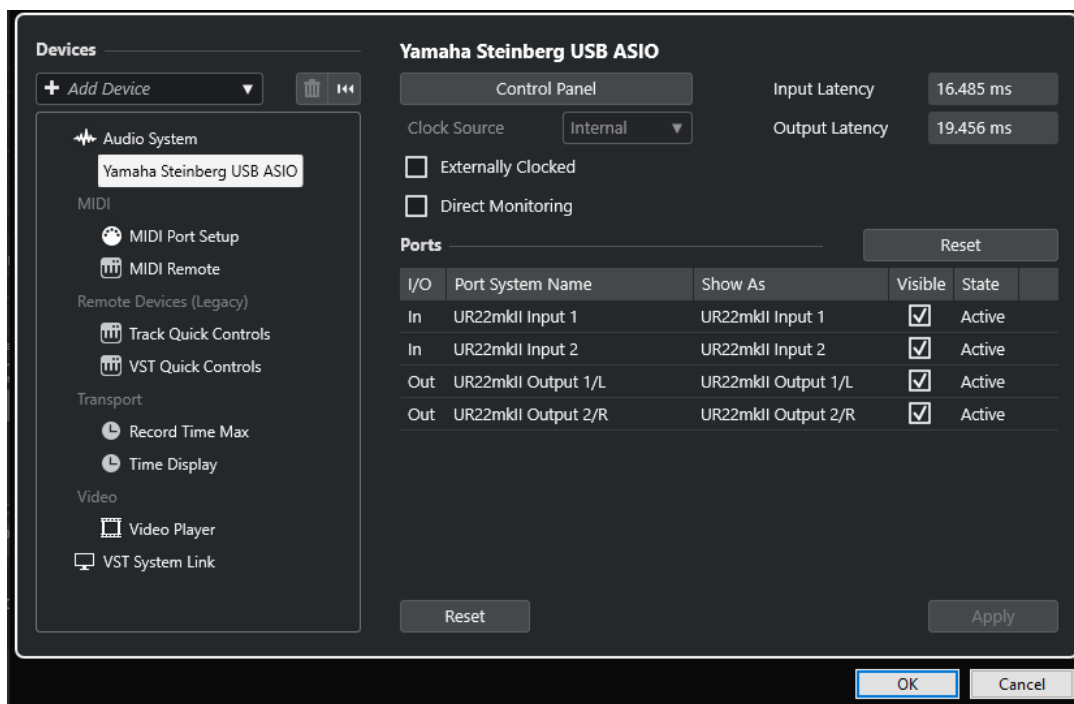 Devices
+ Add Device
Audio System
Yamaha Steinberg USB ASIO
MIDI
MIDI Port Setup
MIDI Remote
Remote Devices (Legacy)
Track Quick Controls
VST Quick Controls
Transport
Record Time Max
Time Display
Video
Video Player
VST System Link
Yamaha Steinberg USB ASIO
Control Panel
Input Latency 16.485 ms
Clock Source Internal
Output Latency 19.456 ms
Externally Clocked
Direct Monitoring
Ports
Reset
I/O Port System Name Show As Visible State
In UR22mkII Input 1 UR22mkII Input 1 Active
In UR22mkII Input 2 UR22mkII Input 2 Active
Out UR22mkII Output 1/L UR22mkII Output 1/L Active
Out UR22mkII Output 2/R UR22mkII Output 2/R Active
Reset
Apply
OK
Cancel